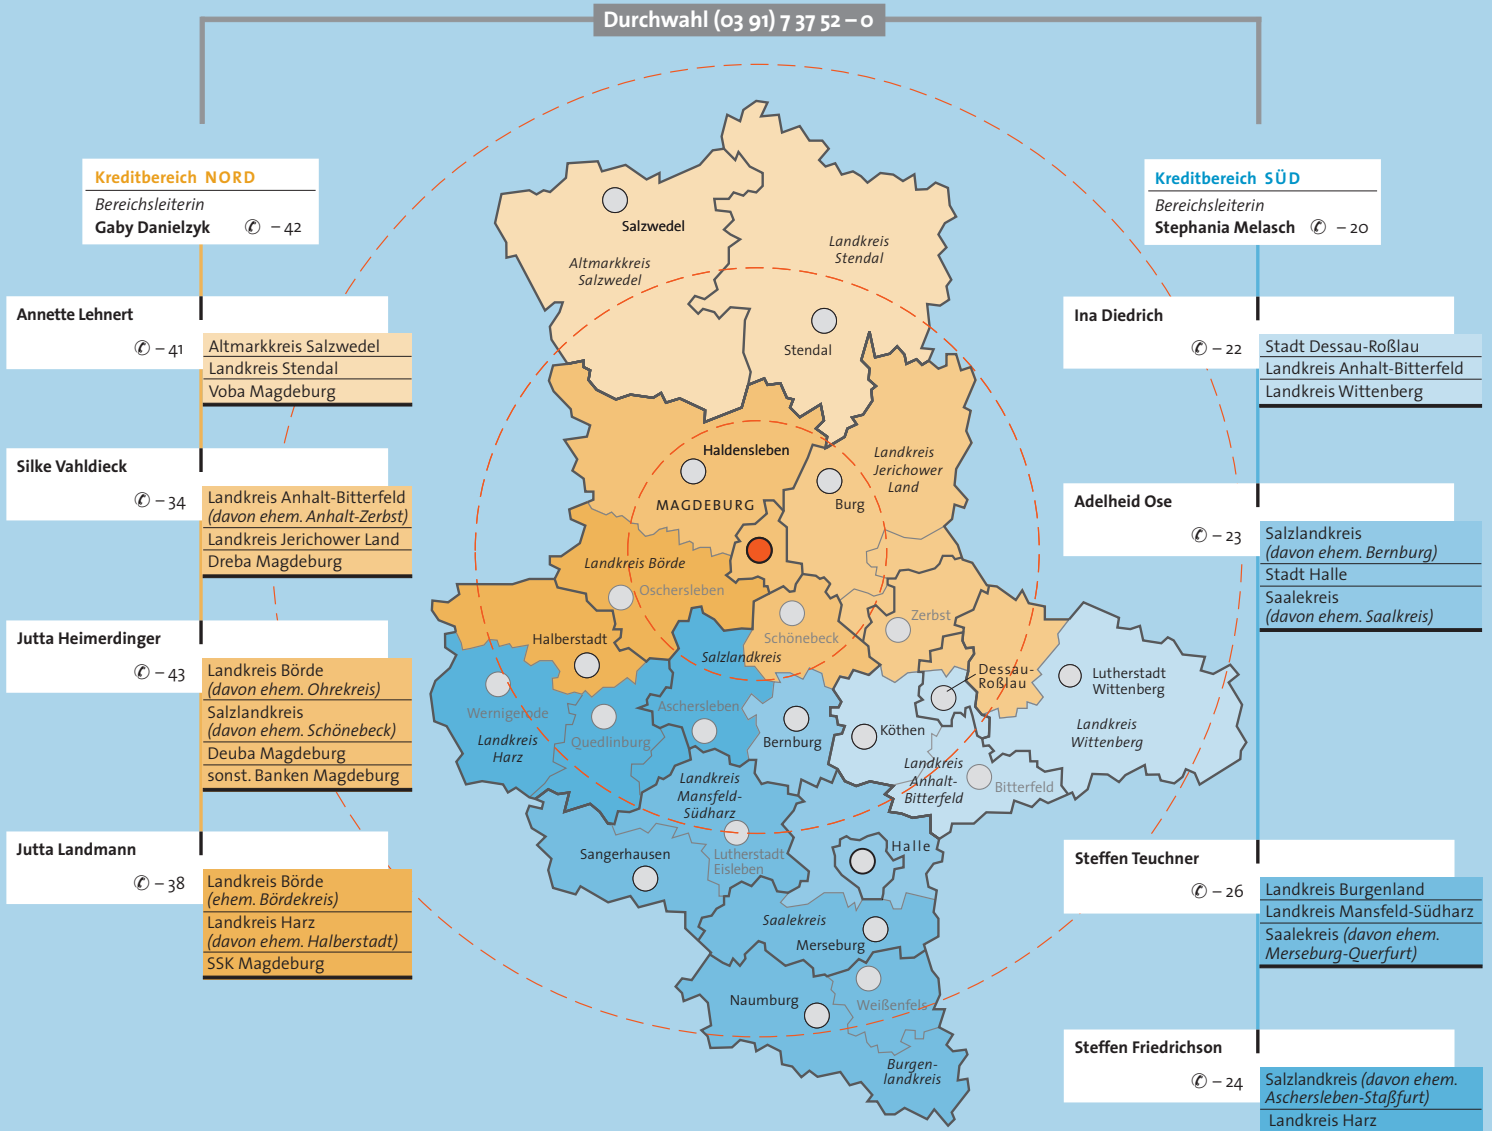 Durchwahl (03 91) 7 37 52 – 0
Kreditbereich NORD
Bereichsleiterin
Gaby Danielzyk ✆ – 42
Annette Lehnert
✆ – 41
Altmarkkreis Salzwedel
Landkreis Stendal
Voba Magdeburg
Silke Vahldieck
✆ – 34
Landkreis Anhalt-Bitterfeld
(davon ehem. Anhalt-Zerbst)
Landkreis Jerichower Land
Dreba Magdeburg
Jutta Heimerdinger
✆ – 43
Landkreis Börde
(davon ehem. Ohrekreis)
Salzlandkreis
(davon ehem. Schönebeck)
Deuba Magdeburg
sonst. Banken Magdeburg
Jutta Landmann
✆ – 38
Landkreis Börde
(ehem. Bördekreis)
Landkreis Harz
(davon ehem. Halberstadt)
SSK Magdeburg
Salzwedel
Altmarkkreis
Salzwedel
Landkreis
Stendal
Stendal
Haldensleben
MAGDEBURG
Landkreis
Jerichower
Land
Burg
Landkreis Börde
Oschersleben
Halberstadt
Schönebeck
Zerbst
Salzlandkreis
Dessau-
Roßlau
Lutherstadt
Wittenberg
Landkreis
Wittenberg
Wernigerode
Landkreis
Harz
Quedlinburg
Aschersleben
Bernburg
Köthen
Landkreis
Anhalt-
Bitterfeld
Bitterfeld
Landkreis
Mansfeld-
Südharz
Sangerhausen
Lutherstadt
Eisleben
Halle
Saalekreis
Merseburg
Naumburg
Weißenfels
Burgen-
landkreis
Kreditbereich SÜD
Bereichsleiterin
Stephania Melasch ✆ – 20
Ina Diedrich
✆ – 22
Stadt Dessau-Roßlau
Landkreis Anhalt-Bitterfeld
Landkreis Wittenberg
Adelheid Ose
✆ – 23
Salzlandkreis
(davon ehem. Bernburg)
Stadt Halle
Saalekreis
(davon ehem. Saalkreis)
Steffen Teuchner
✆ – 26
Landkreis Burgenland
Landkreis Mansfeld-Südharz
Saalekreis (davon ehem.
Merseburg-Querfurt)
Steffen Friedrichson
✆ – 24
Salzlandkreis (davon ehem.
Aschersleben-Staßfurt)
Landkreis Harz